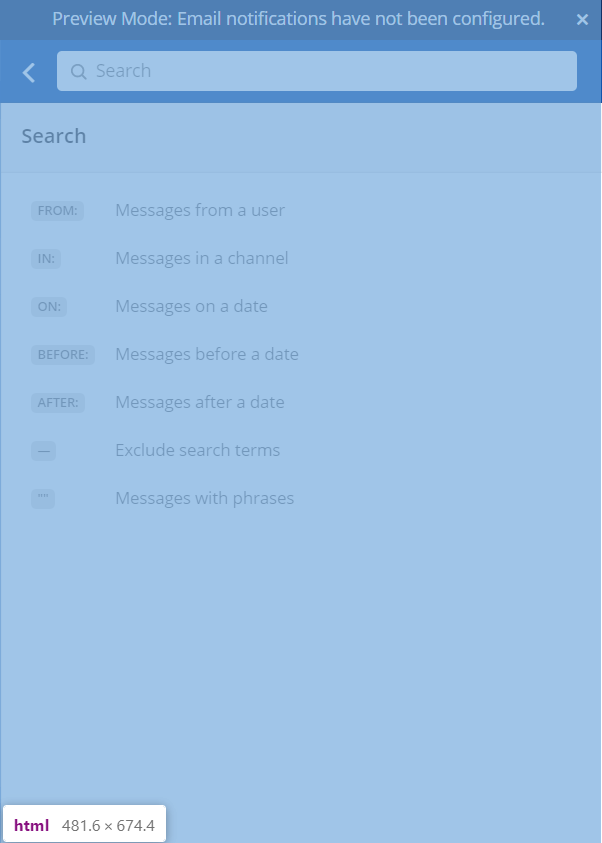 Preview Mode: Email notifications have not been configured. ×
Search
Search
FROM: Messages from a user
IN: Messages in a channel
ON: Messages on a date
BEFORE: Messages before a date
AFTER: Messages after a date
— Exclude search terms
"" Messages with phrases
html 481.6 × 674.4